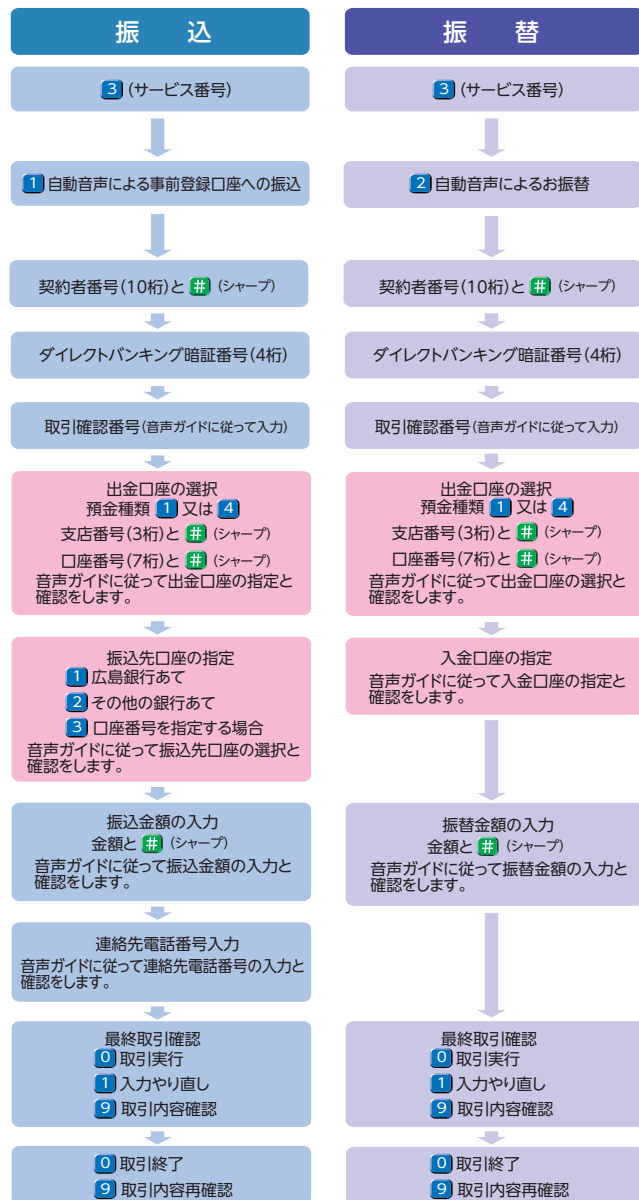 振 込
3 (サービス番号)
1 自動音声による事前登録口座への振込
契約者番号(10桁)と # (シャープ)
ダイレクトバンキング暗証番号(4桁)
取引確認番号(音声ガイドに従って入力)
出金口座の選択
預金種類 1 又は 4
支店番号(3桁)と # (シャープ)
口座番号(7桁)と # (シャープ)
音声ガイドに従って出金口座の指定と
確認をします。
振込先口座の指定
1 広島銀行あて
2 その他の銀行あて
3 口座番号を指定する場合
音声ガイドに従って振込先口座の選択と
確認をします。
振込金額の入力
金額と # (シャープ)
音声ガイドに従って振込金額の入力と
確認をします。
連絡先電話番号入力
音声ガイドに従って連絡先電話番号の入力と
確認をします。
最終取引確認
0 取引実行
1 入力やり直し
9 取引内容確認
0 取引終了
9 取引内容再確認
振 替
3 (サービス番号)
2 自動音声によるお振替
契約者番号(10桁)と # (シャープ)
ダイレクトバンキング暗証番号(4桁)
取引確認番号(音声ガイドに従って入力)
出金口座の選択
預金種類 1 又は 4
支店番号(3桁)と # (シャープ)
口座番号(7桁)と # (シャープ)
音声ガイドに従って出金口座の選択と
確認をします。
入金口座の指定
音声ガイドに従って入金口座の指定と
確認をします。
振替金額の入力
金額と # (シャープ)
音声ガイドに従って振替金額の入力と
確認をします。
最終取引確認
0 取引実行
1 入力やり直し
9 取引内容確認
0 取引終了
9 取引内容再確認